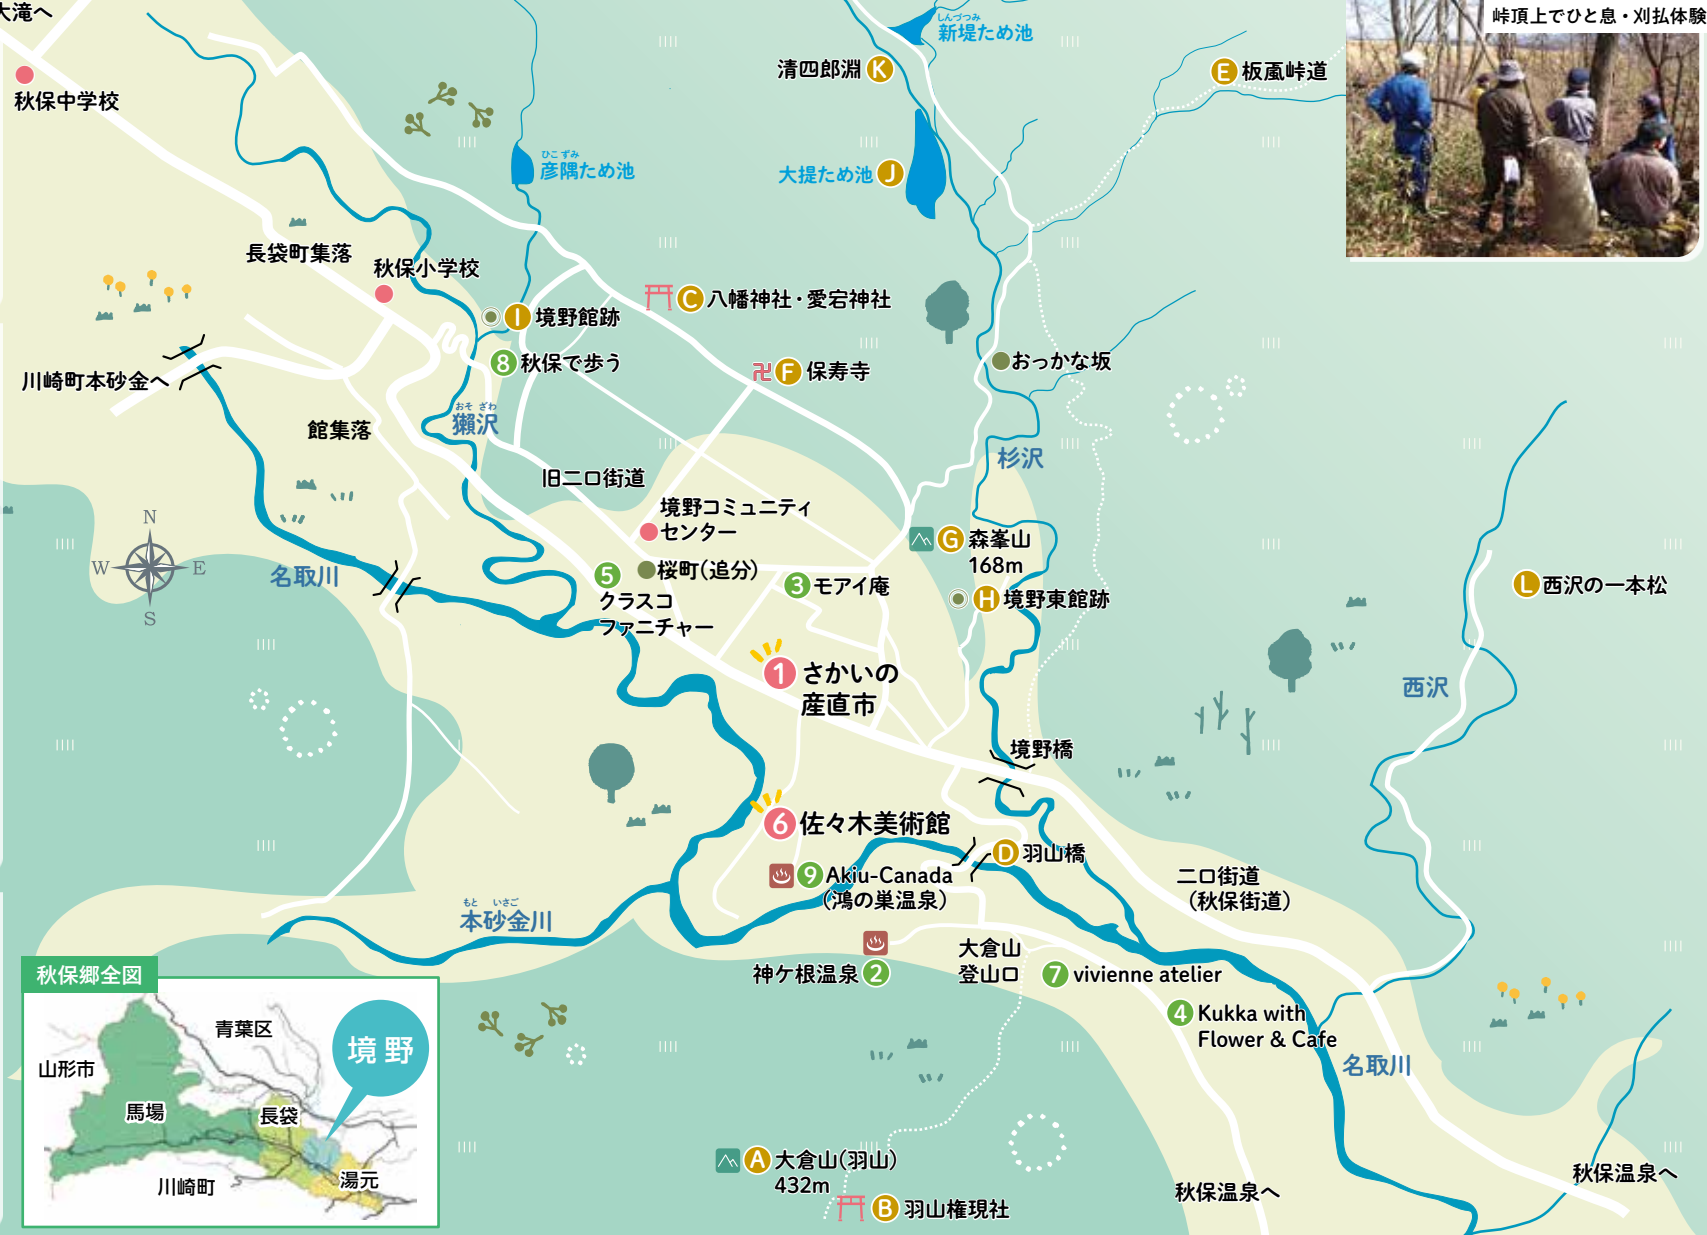 大滝へ
秋保中学校
しんづつみ
新堤ため池
清四郎淵 K
E 板颪峠道
峠頂上でひと息・刈払体験
ひこずみ
彦隅ため池
大提ため池 J
長袋町集落
秋保小学校
I 境野館跡
C 八幡神社・愛宕神社
8 秋保で歩う
F 保寿寺
おっかな坂
川崎町本砂金へ
おそ ざわ
獺沢
館集落
杉沢
旧二口街道
境野コミュニティ
センター
G 森峯山
168m
N
W E
S
名取川
桜町(追分)
5
クラスコ
ファニチャー
3 モアイ庵
H 境野東館跡
L 西沢の一本松
1 さかいの
産直市
西沢
境野橋
6 佐々木美術館
D 羽山橋
9 Akiu-Canada
(鴻の巣温泉)
二口街道
(秋保街道)
もと いさご
本砂金川
神ケ根温泉 2
大倉山
登山口
7 vivienne atelier
4 Kukka with
Flower & Cafe
名取川
秋保郷全図
青葉区
境野
山形市
馬場
長袋
川崎町
湯元
A 大倉山(羽山)
432m
B 羽山権現社
秋保温泉へ
秋保温泉へ